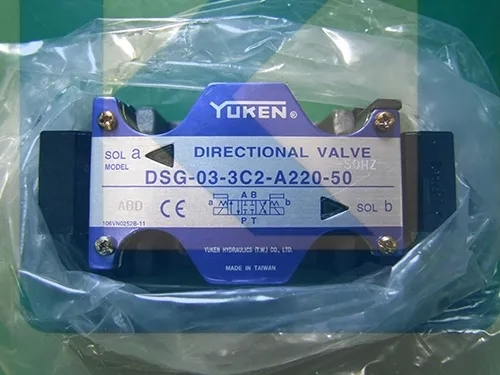 YUKEN®
SOL a
DIRECTIONAL VALVE
MODEL
DSG-03-3C2-A220-50
50HZ
ABD
CE
A B
a
b
P T
SOL b
106VN0252B-11
YUKEN HYDRAULICS (T.W.) CO., LTD.
MADE IN TAIWAN